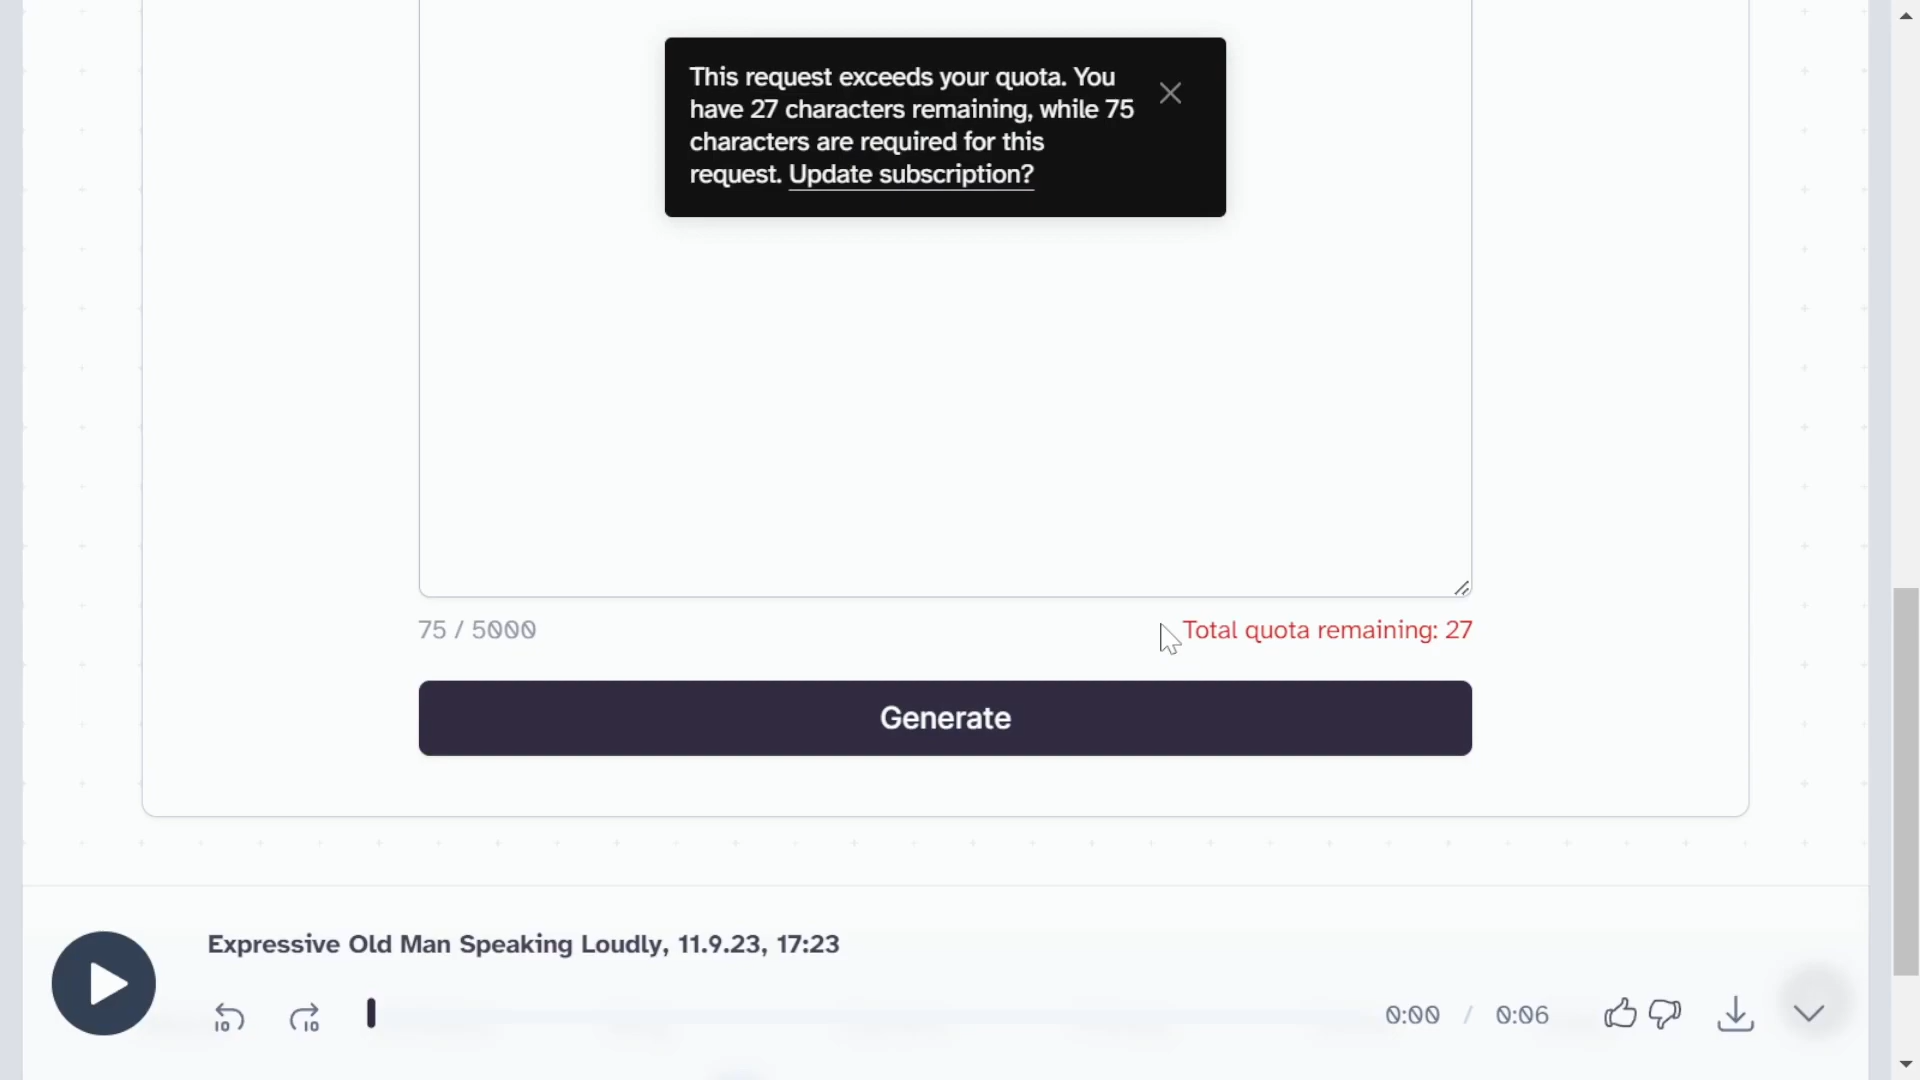 This request exceeds your quota. You
have 27 characters remaining, while 75
characters are required for this
request. Update subscription?
75 / 5000
Total quota remaining: 27
Generate
Expressive Old Man Speaking Loudly, 11.9.23, 17:23
10
10
0:00 / 0:06